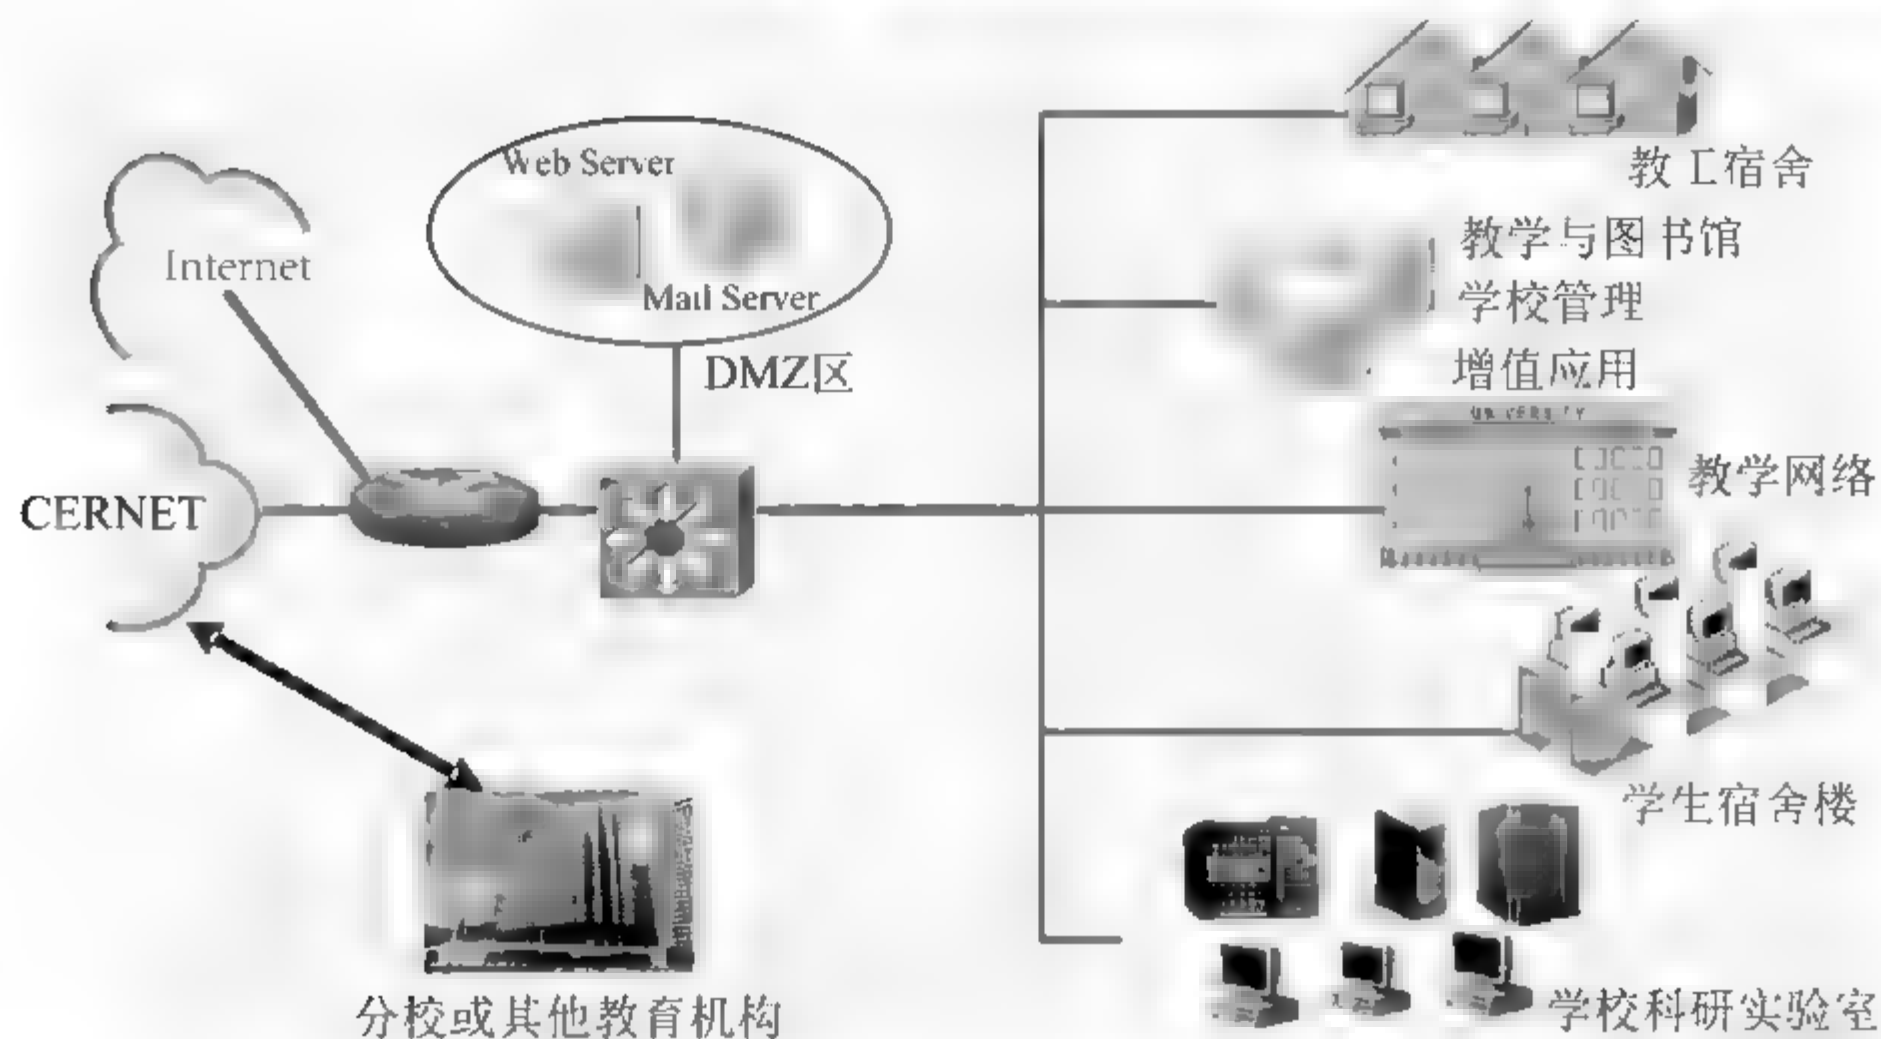 Web Server
Mail Server
Internet
DMZ区
CERNET
分校或其他教育机构
教工宿舍
教学与图书馆
学校管理
增值应用
UNIVERSITY
教学网络
学生宿舍楼
学校科研实验室